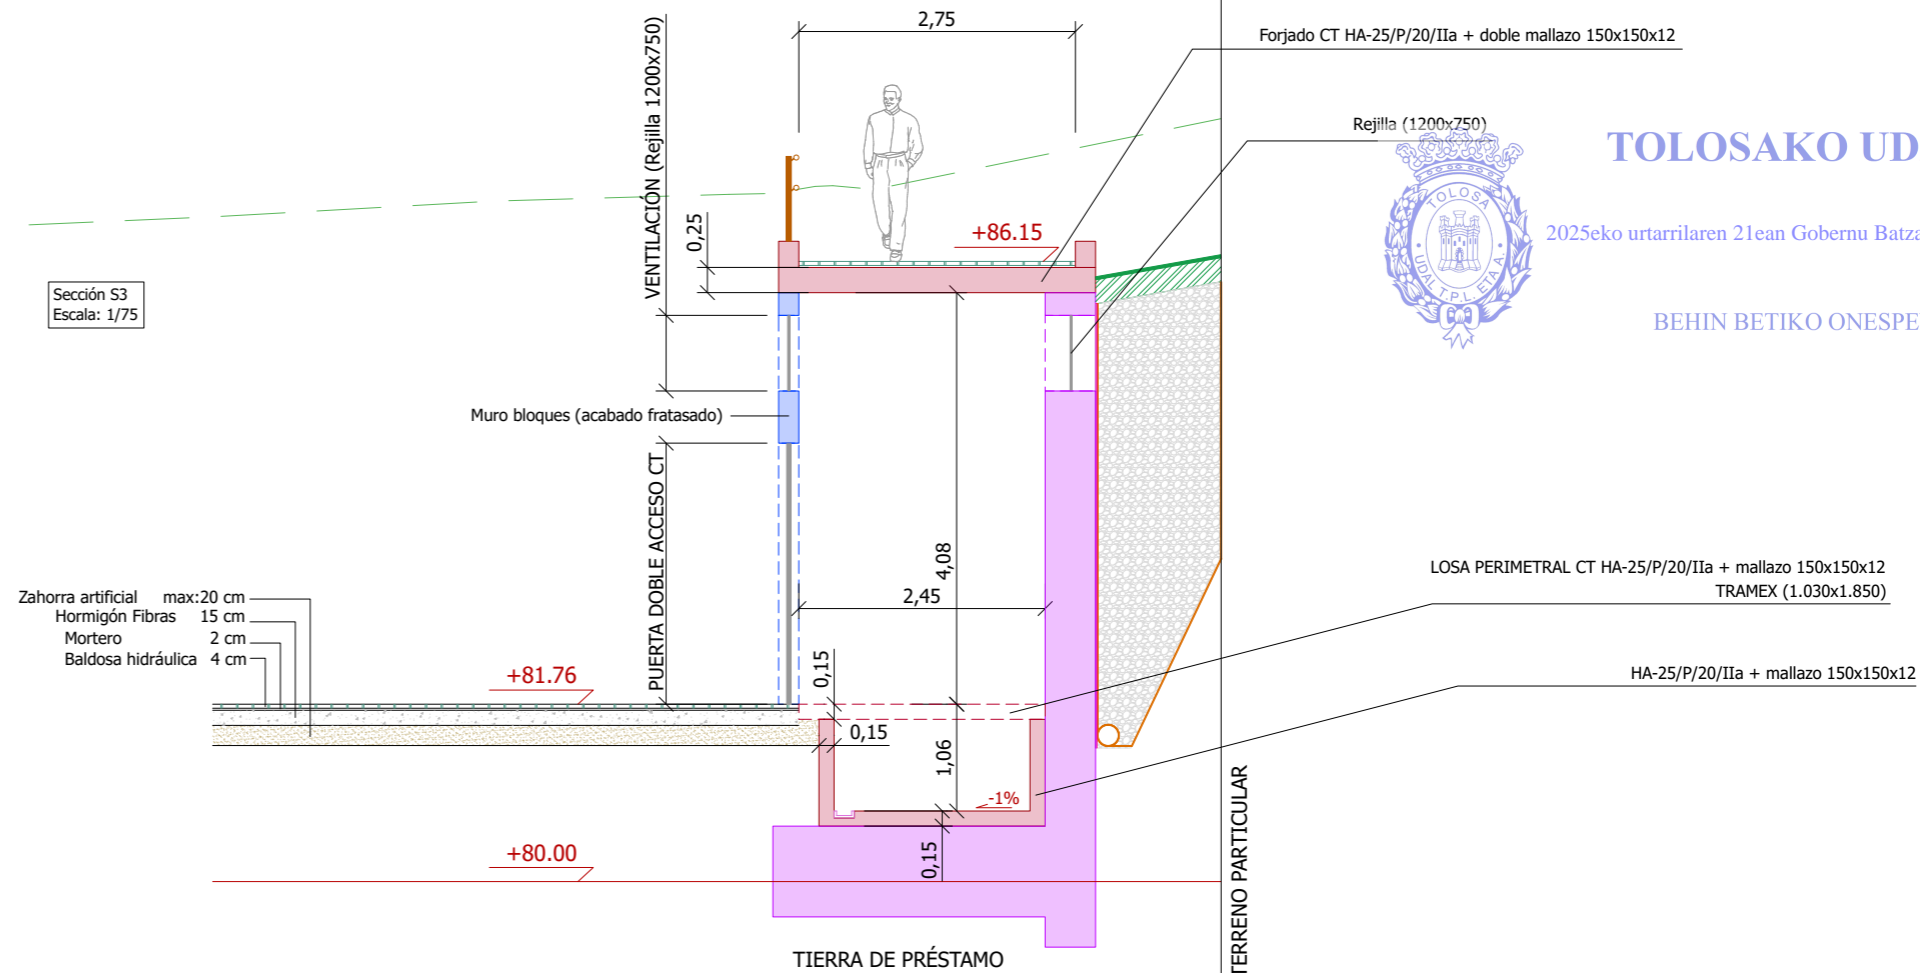 2,75
Forjado CT HA-25/P/20/IIa + doble mallazo 150x150x12
VENTILACIÓN (Rejilla 1200x750)
Rejilla (1200x750)
TOLOSAKO UD
TOLOSA
UDAL T.P.L. ETA A.
2025eko urtarrilaren 21ean Gobernu Batza
BEHIN BETIKO ONESPE
0,25
+86.15
Sección S3
Escala: 1/75
Muro bloques (acabado fratasado)
PUERTA DOBLE ACCESO CT
4,08
2,45
LOSA PERIMETRAL CT HA-25/P/20/IIa + mallazo 150x150x12
TRAMEX (1.030x1.850)
Zahorra artificial max:20 cm
Hormigón Fibras 15 cm
Mortero 2 cm
Baldosa hidráulica 4 cm
+81.76
0,15
HA-25/P/20/IIa + mallazo 150x150x12
0,15
1,06
-1%
+80.00
0,15
TERRENO PARTICULAR
TIERRA DE PRÉSTAMO